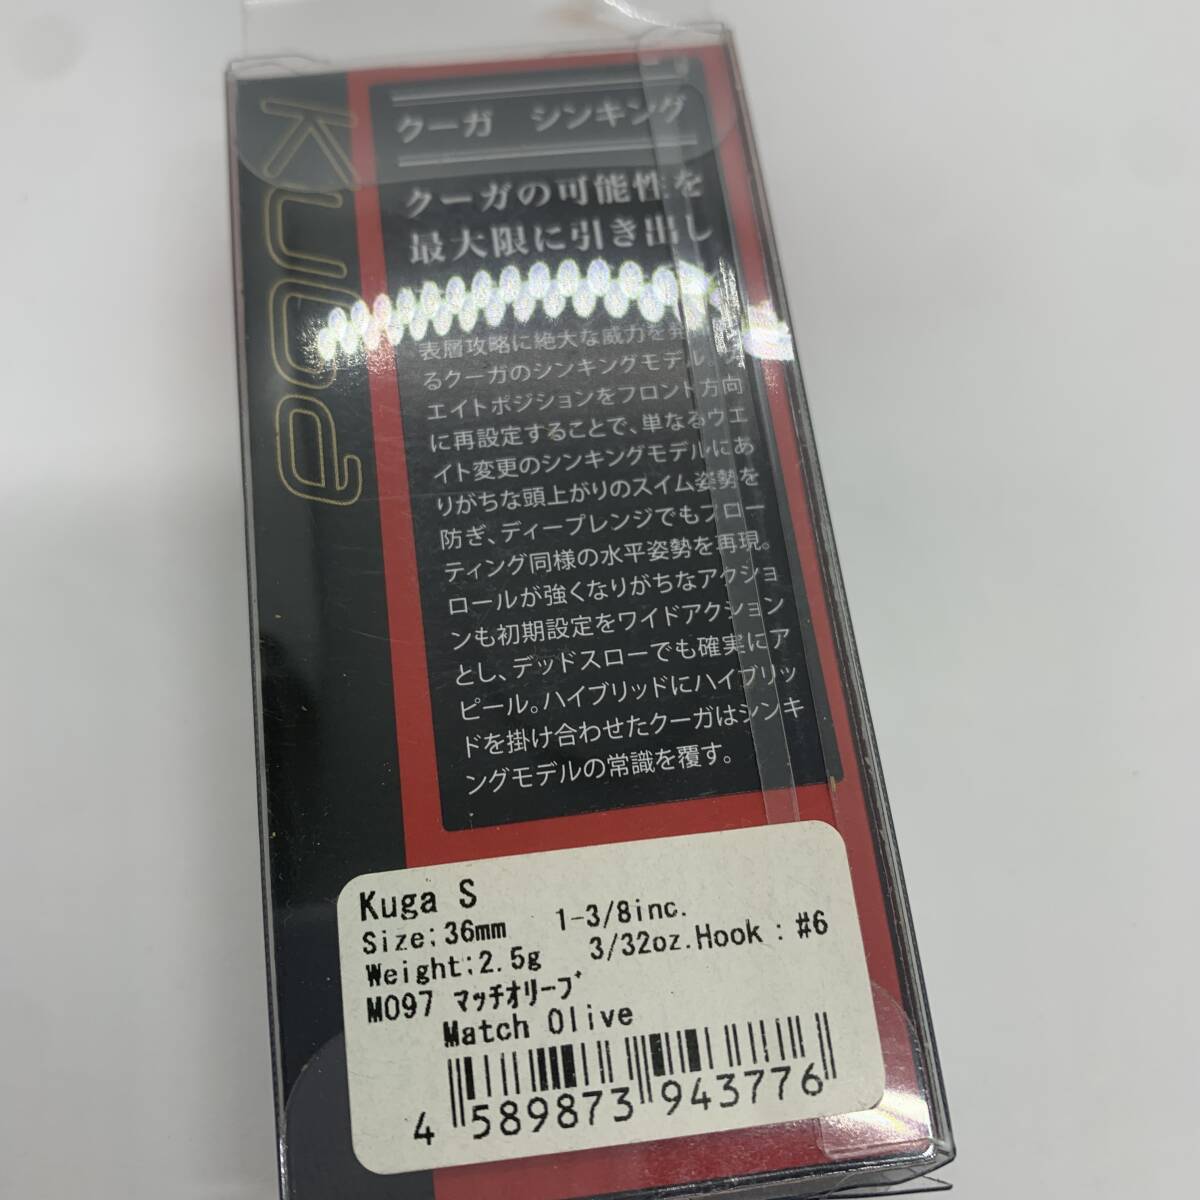 Kuga
クーガ シンキング
クーガの可能性を
最大限に引き出し
表層攻略に絶大な威力を発
るクーガのシンキングモデル。
エイトポジションをフロント方向
に再設定することで、単なるウエ
イト変更のシンキングモデルにあ
りがちな頭上がりのスイム姿勢を
防ぎ、ディープレンジでもフロー
ティング同様の水平姿勢を再現。
ロールが強くなりがちなアクショ
ンも初期設定をワイドアクション
とし、デッドスローでも確実にア
ピール。ハイブリッドにハイブリッ
ドを掛け合わせたクーガはシンキ
ングモデルの常識を覆す。
Kuga S
Size:36mm 1-3/8inc.
Weight:2.5g 3/32oz.Hook : #6
M097 ﾏｯﾁｵﾘｰﾌﾞ
Match Olive
4 589873 943776